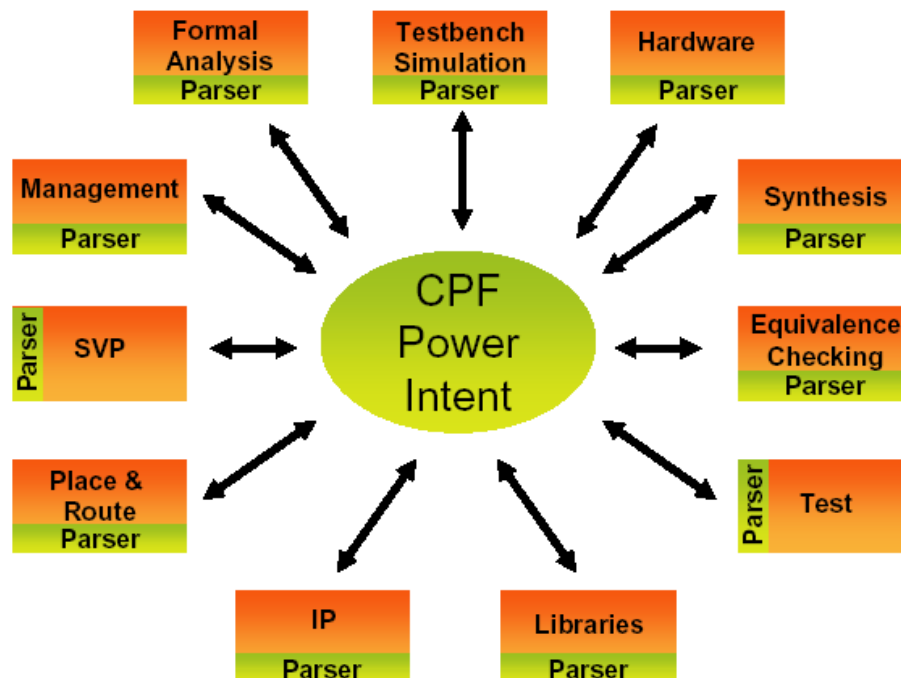 Formal
Analysis
Parser
Testbench
Simulation
Parser
Hardware
Parser
Management
Parser
Synthesis
Parser
CPF
Power
Intent
Parser
SVP
Equivalence
Checking
Parser
Place &
Route
Parser
Parser
Test
IP
Parser
Libraries
Parser